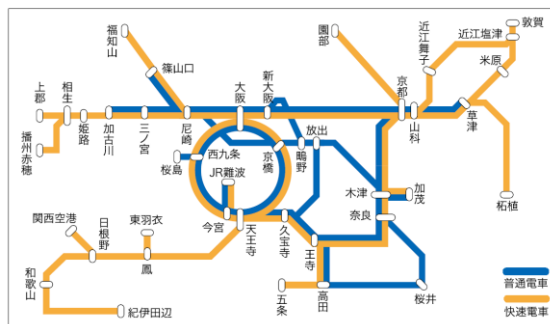 敦賀
福知山
園部
近江舞子
近江塩津
篠山口
米原
上郡
相生
大阪
新大阪
京都
播州赤穂
姫路
加古川
三ノ宮
尼崎
放出
山科
草津
京橋
鴫野
西九条
桜島
JR難波
木津
加茂
柘植
関西空港
日根野
東羽衣
今宮
天王寺
久宝寺
奈良
王寺
和歌山
鳳
五条
高田
桜井
紀伊田辺
普通電車
快速電車